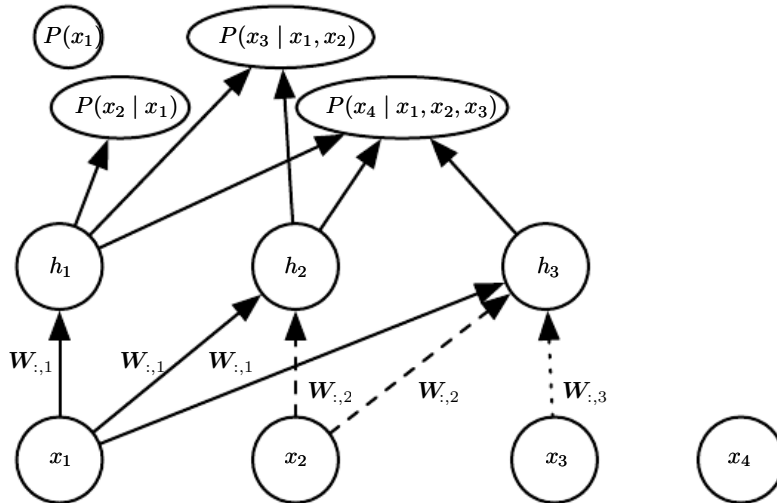 P(x₁)
P(x₃ | x₁, x₂)
P(x₂ | x₁)
P(x₄ | x₁, x₂, x₃)
h₁
h₂
h₃
W:,1
W:,1
W:,1
W:,2
W:,2
W:,3
x₁
x₂
x₃
x₄